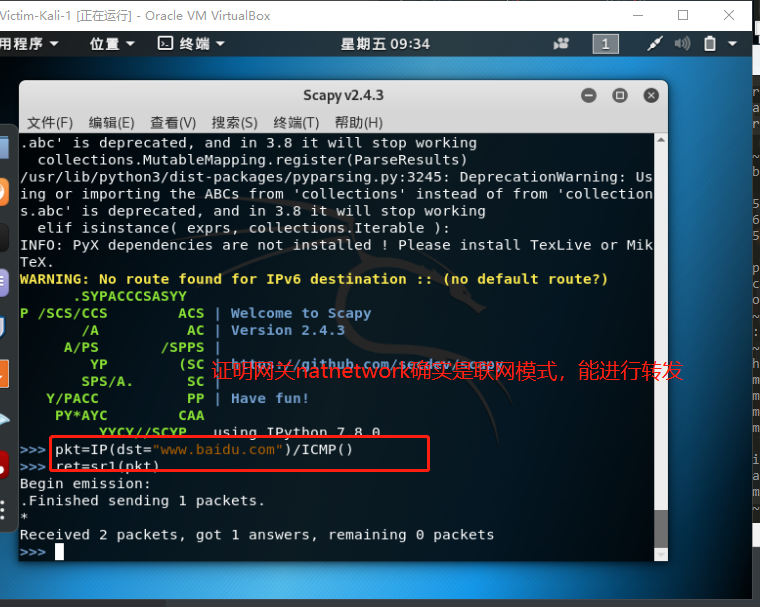 Victim-Kali-1 [正在运行] - Oracle VM VirtualBox
用程序 位置 终端 星期五 09:34 1
Scapy v2.4.3
文件(F) 编辑(E) 查看(V) 搜索(S) 终端(T) 帮助(H)
.abc' is deprecated, and in 3.8 it will stop working
collections.MutableMapping.register(ParseResults)
/usr/lib/python3/dist-packages/pyparsing.py:3245: DeprecationWarning: Us
ing or importing the ABCs from 'collections' instead of from 'collection
s.abc' is deprecated, and in 3.8 it will stop working
elif isinstance( exprs, collections.Iterable ):
INFO: PyX dependencies are not installed ! Please install TexLive or Mik
TeX.
WARNING: No route found for IPv6 destination :: (no default route?)
.SYPACCCSASYY
P /SCS/CCS ACS | Welcome to Scapy
/A AC | Version 2.4.3
A/PS /SPPS |
YP (SC | https://github.com/secdev/scapy
证明网关natnetwork确实是联网模式，能进行转发
SPS/A. SC |
Y/PACC PP | Have fun!
PY*AYC CAA
YYCY//SCYP using IPython 7.8.0
>>> pkt=IP(dst="www.baidu.com")/ICMP()
>>> ret=sr1(pkt)
Begin emission:
.Finished sending 1 packets.
*
Received 2 packets, got 1 answers, remaining 0 packets
>>>